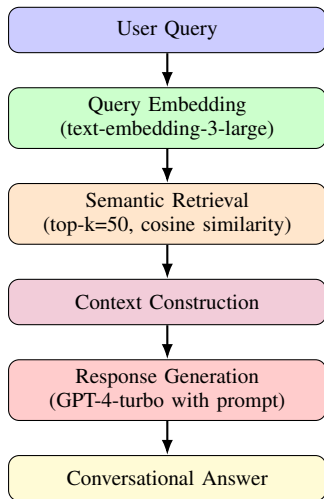 User Query
Query Embedding
(text-embedding-3-large)
Semantic Retrieval
(top-k=50, cosine similarity)
Context Construction
Response Generation
(GPT-4-turbo with prompt)
Conversational Answer